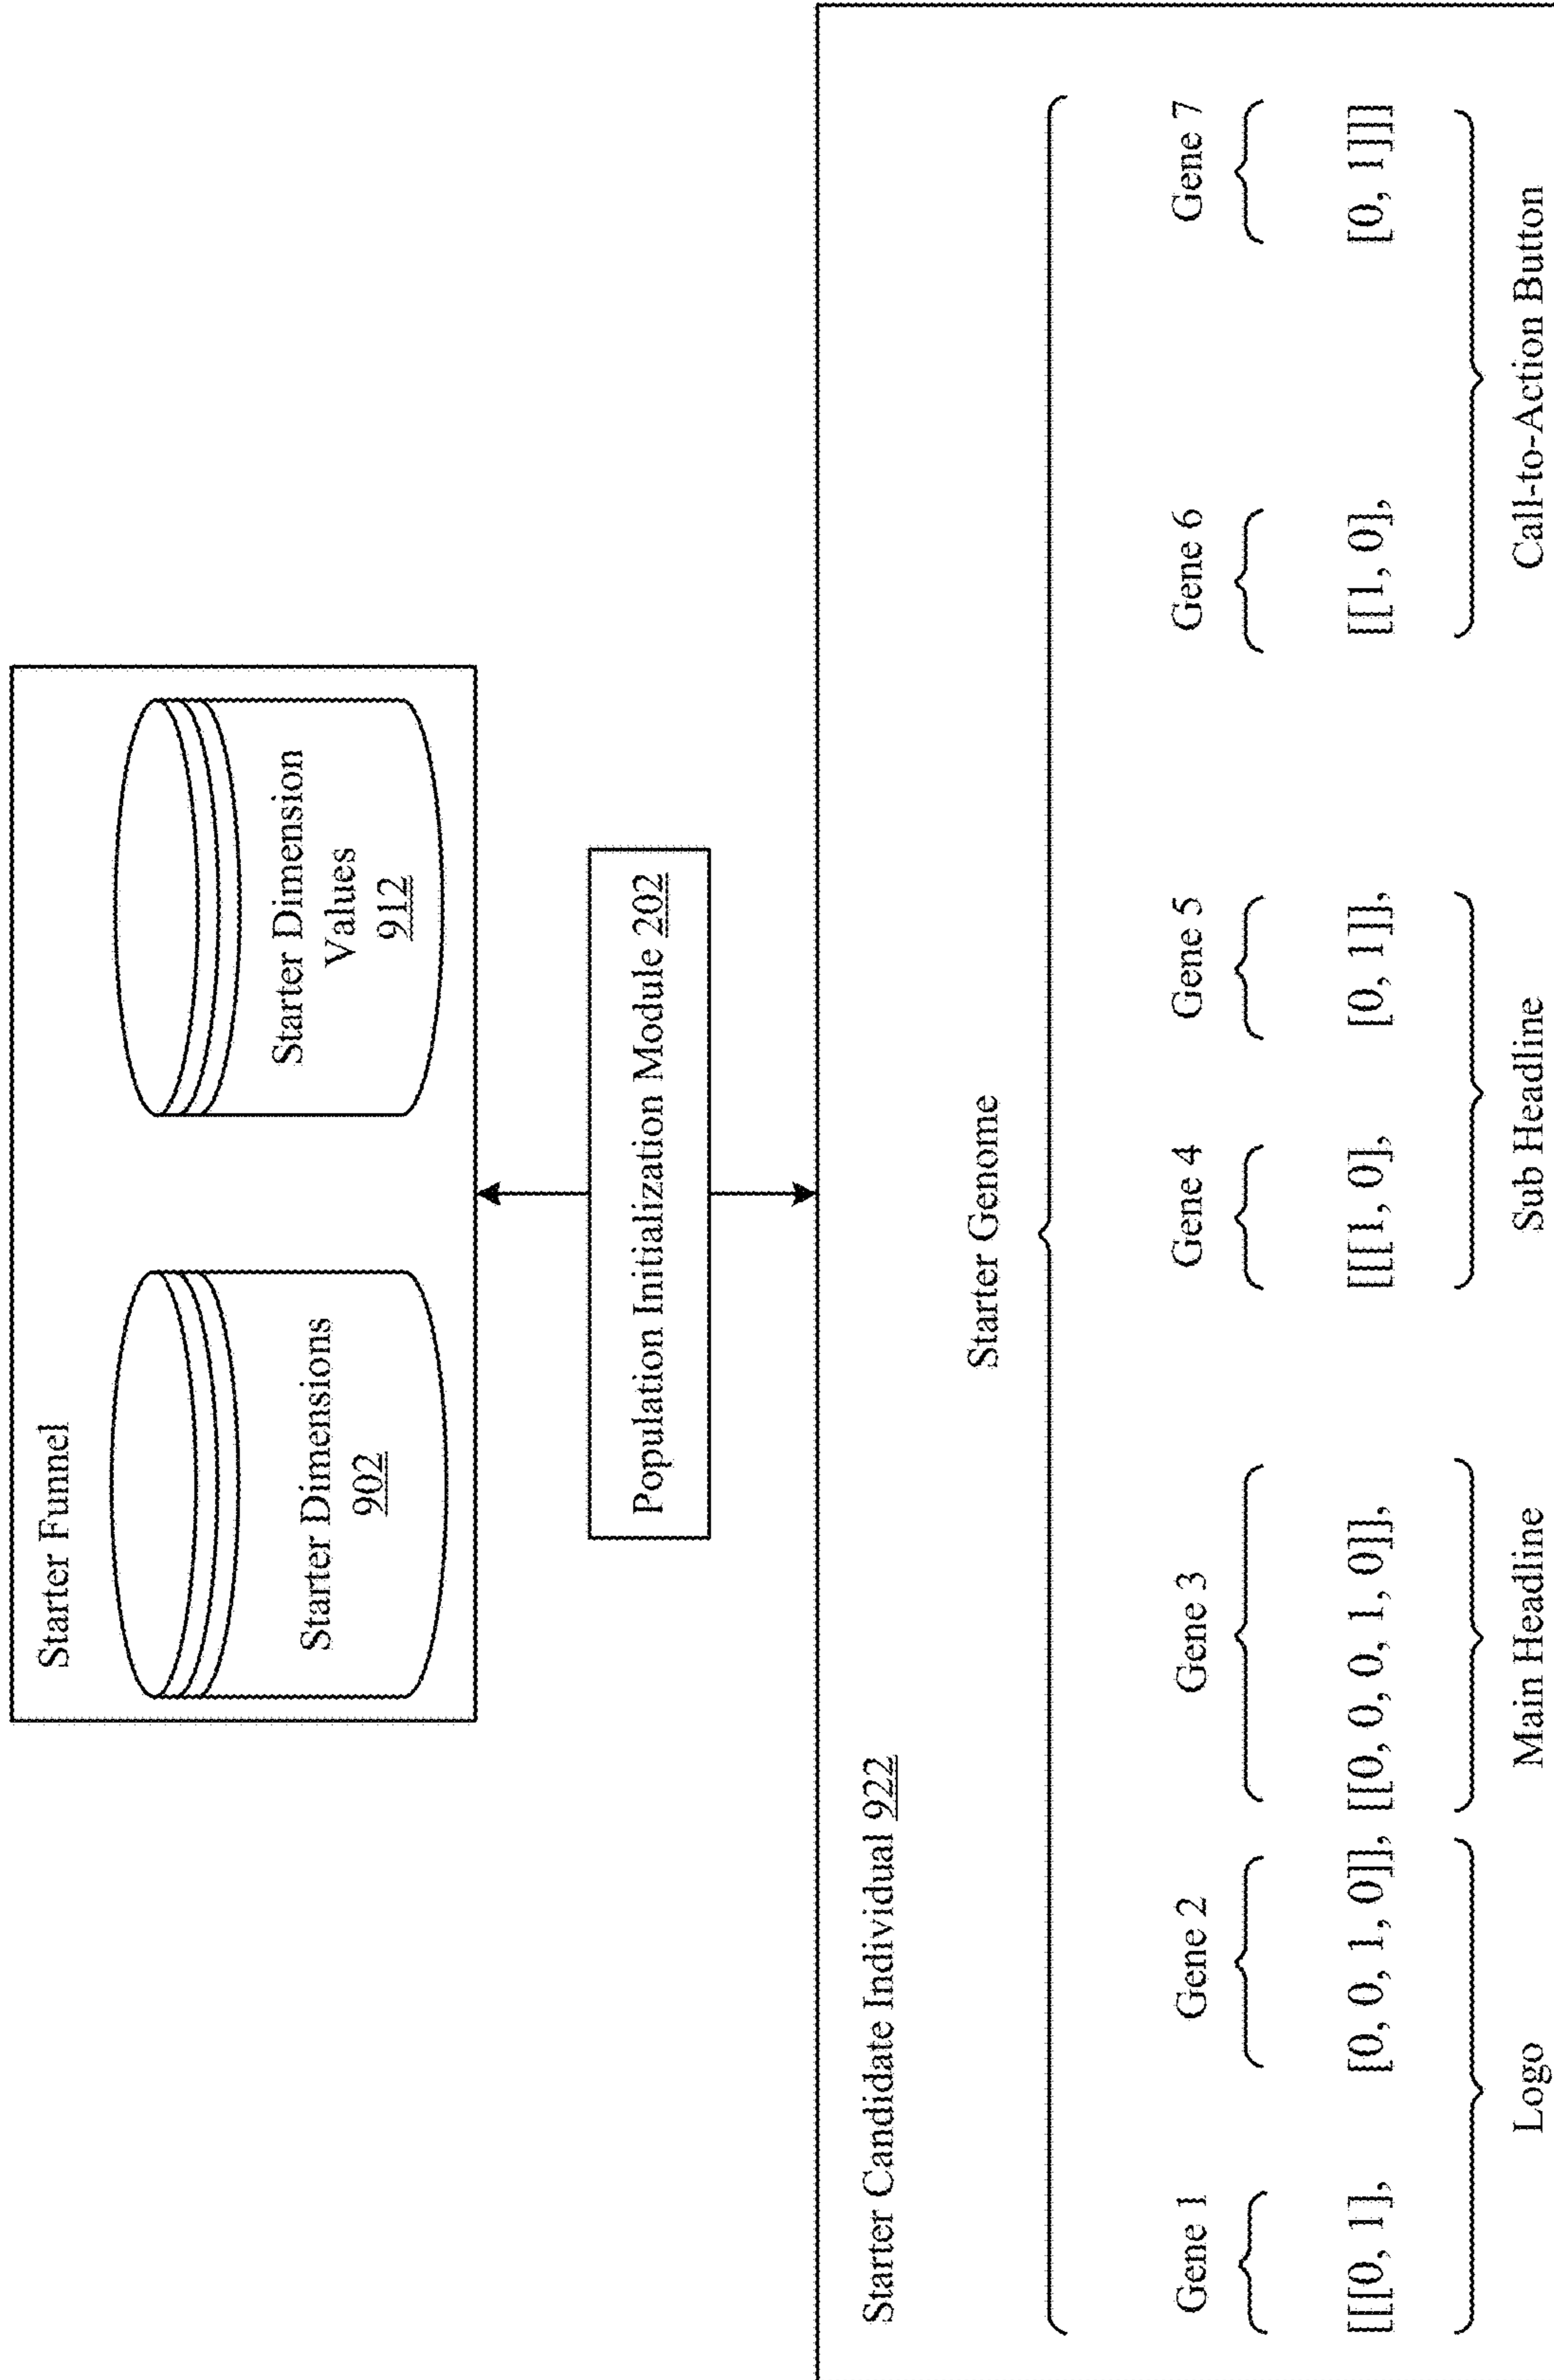 Starter Funnel
Starter Dimensions
902
Starter Dimension
Values
912
Population Initialization Module 202
Starter Candidate Individual 922
Starter Genome
Gene 1 Gene 2 Gene 3 Gene 4 Gene 5 Gene 6 Gene 7
[[[0, 1], [0, 0, 1, 0]], [[0, 0, 0, 1, 0]], [[[1, 0], [0, 1]], [[1, 0], [0, 1]]]
Logo Main Headline Sub Headline Call-to-Action Button